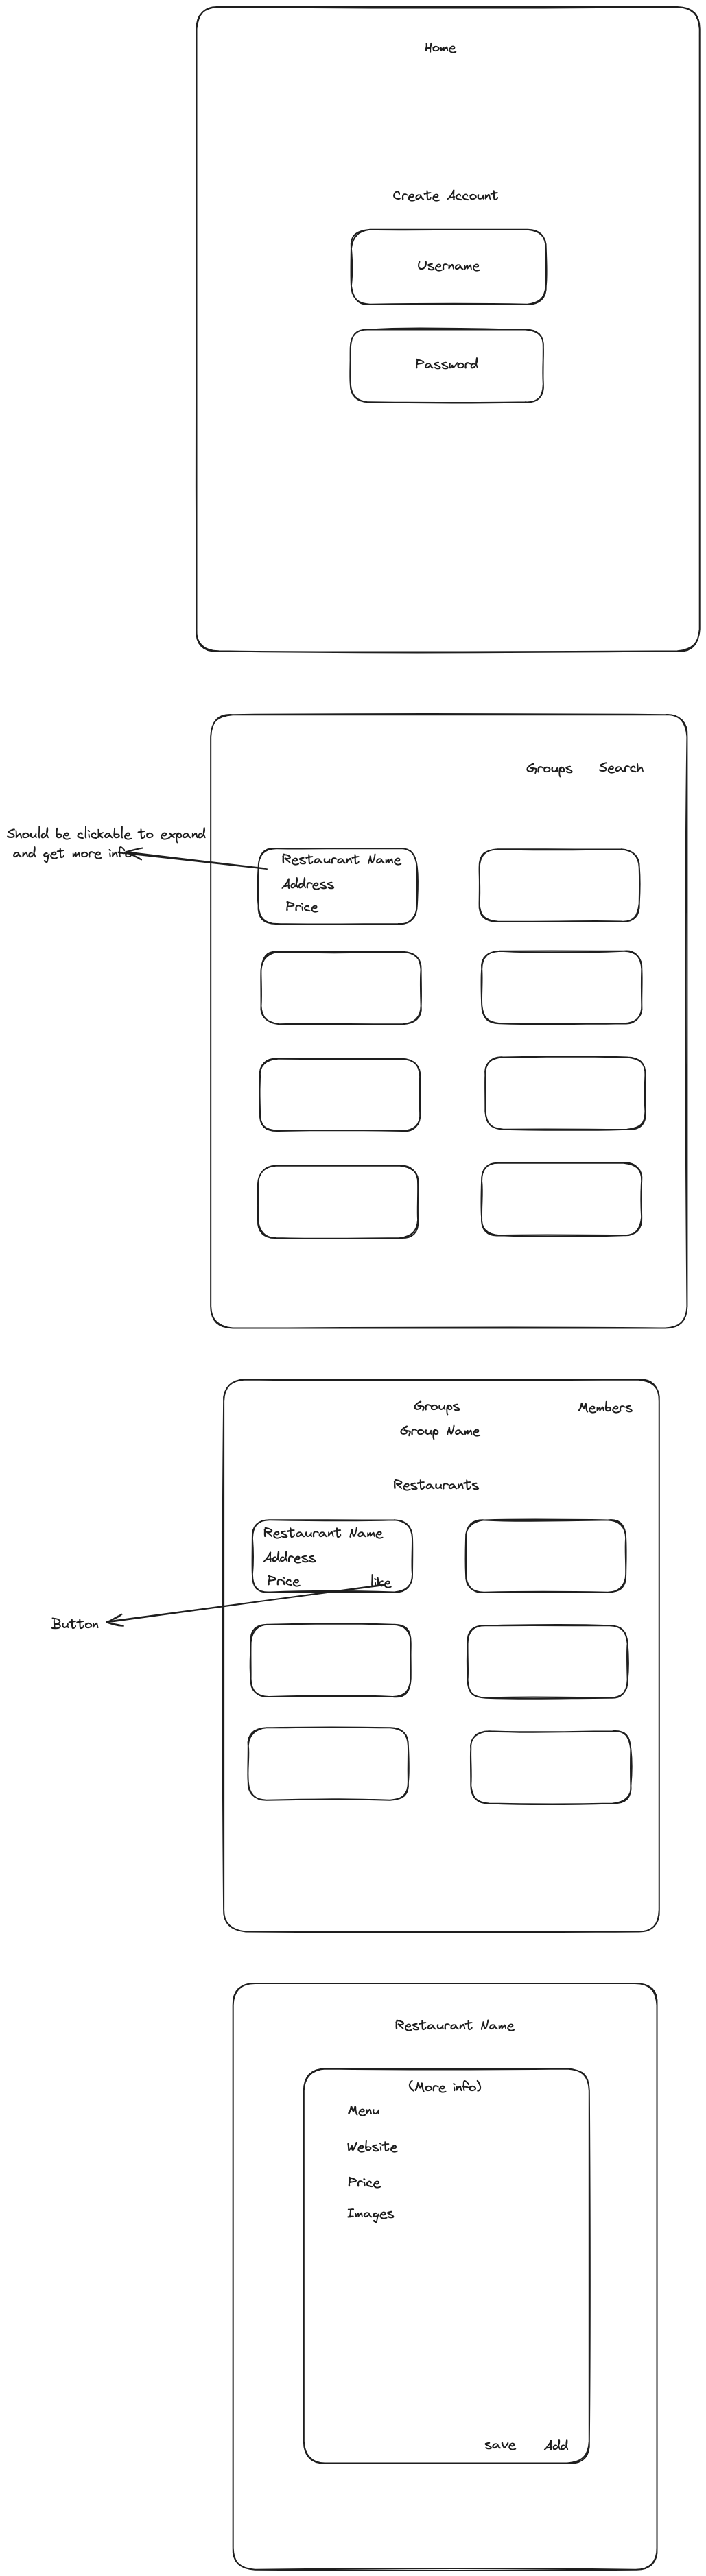 Home
Create Account
Username
Password
Groups
Search
Should be clickable to expand
and get more info
Restaurant Name
Address
Price
Groups
Members
Group Name
Restaurants
Restaurant Name
Address
Price
like
Button
Restaurant Name
(More info)
Menu
Website
Price
Images
save
Add